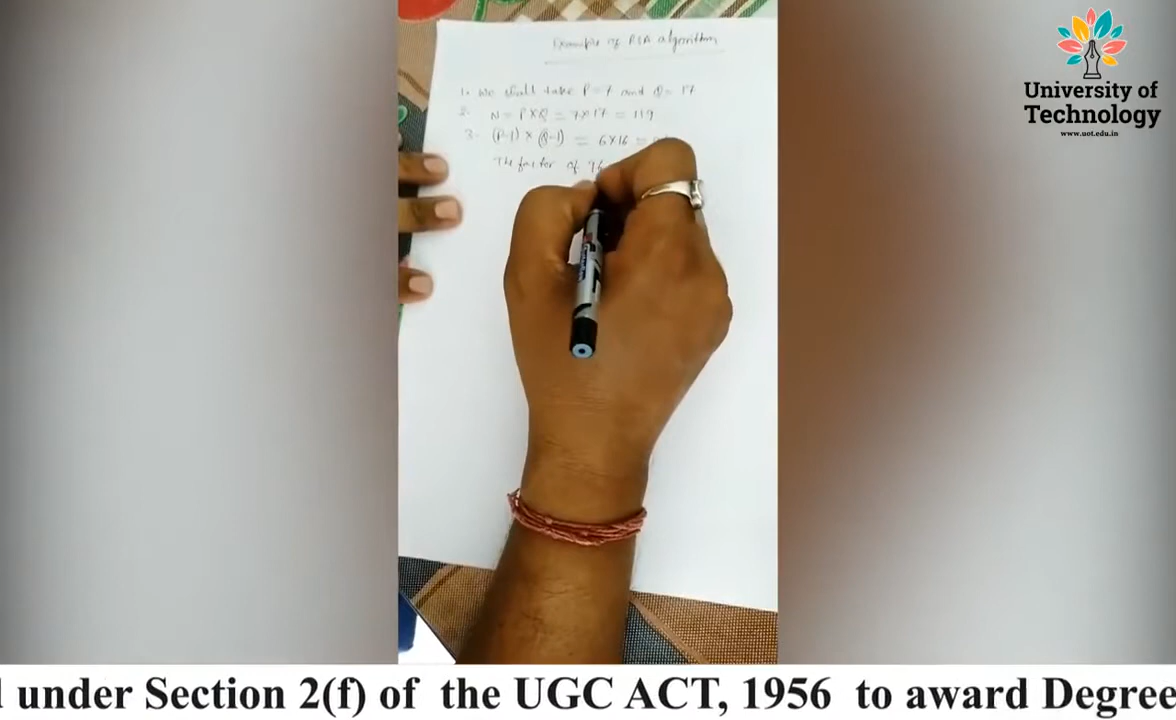 Example of RSA algorithm
1. We shall take P = 7 and Q = 17
2. N = P X Q = 7 X 17 = 119
3. (P-1) X (Q-1) = 6 X 16 =
The factor of 96
University of
Technology
www.uot.edu.in
under Section 2(f) of the UGC ACT, 1956 to award Degree